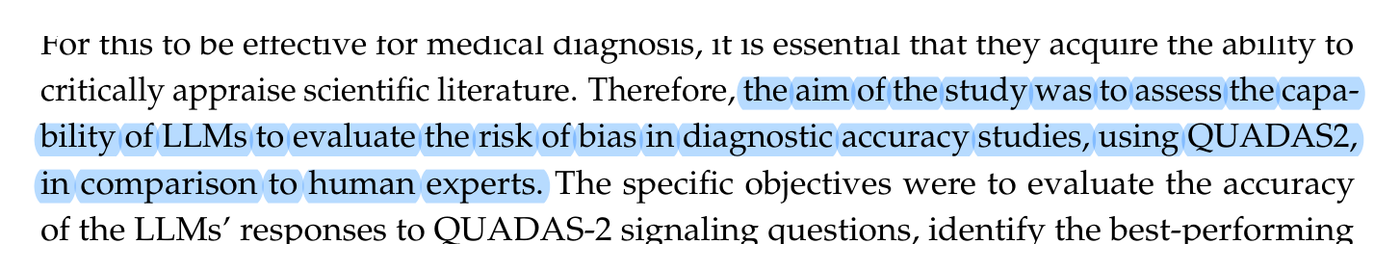 For this to be effective for medical diagnosis, it is essential that they acquire the ability to
critically appraise scientific literature. Therefore, the aim of the study was to assess the capa-
bility of LLMs to evaluate the risk of bias in diagnostic accuracy studies, using QUADAS2,
in comparison to human experts. The specific objectives were to evaluate the accuracy
of the LLMs’ responses to QUADAS-2 signaling questions, identify the best-performing